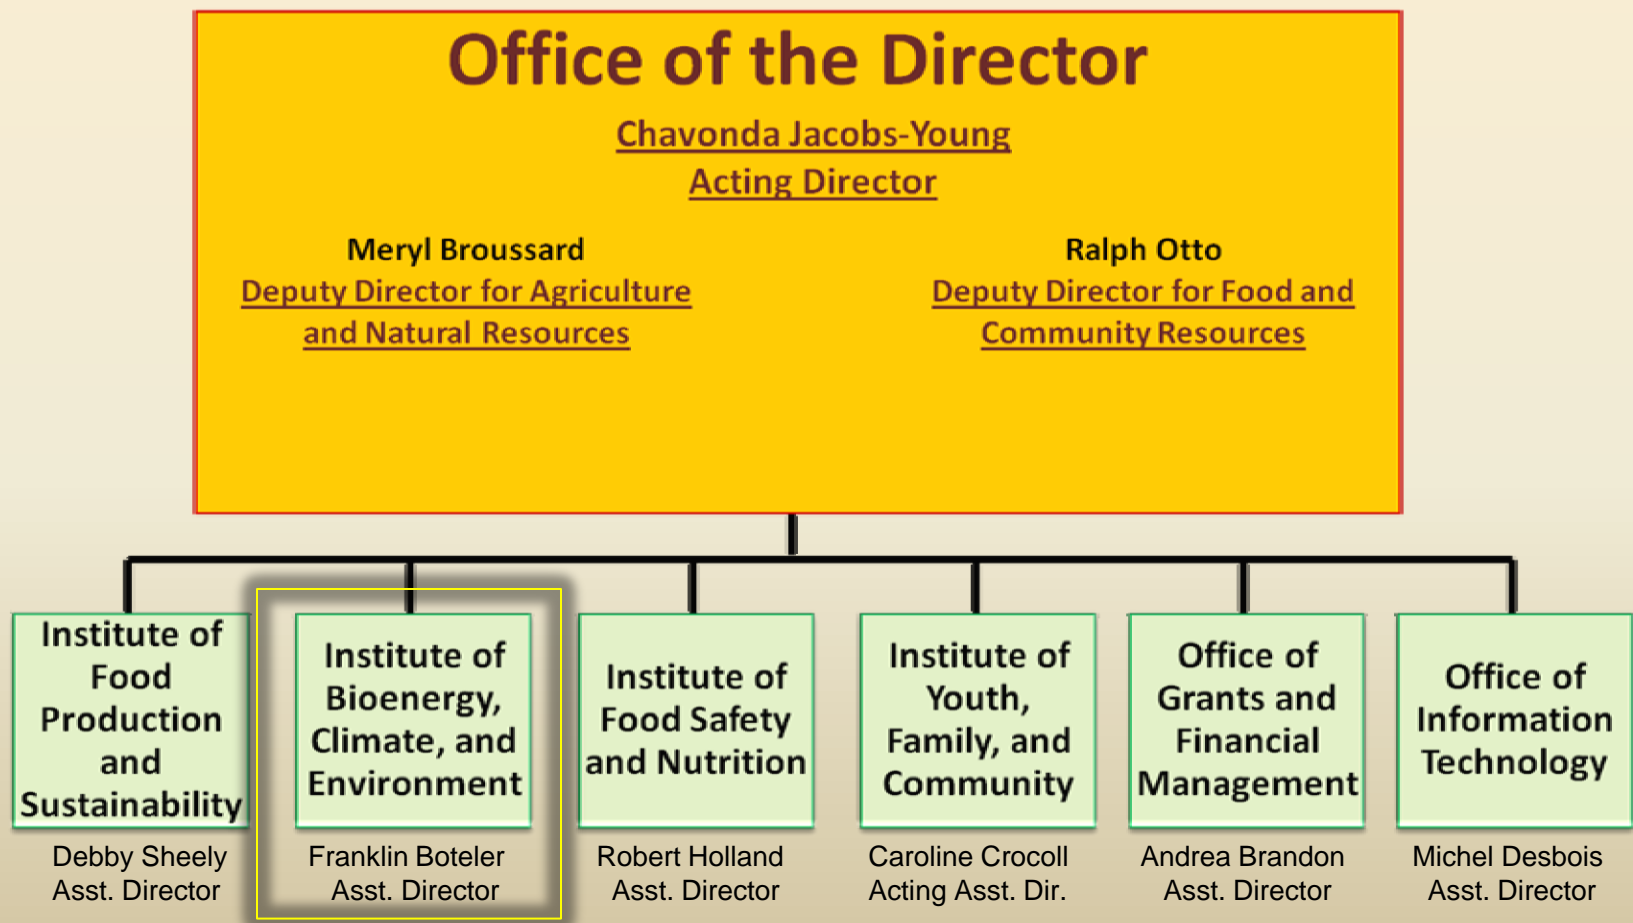 Office of the Director
Chavonda Jacobs-Young
Acting Director
Meryl Broussard
Deputy Director for Agriculture
and Natural Resources
Ralph Otto
Deputy Director for Food and
Community Resources
Institute of
Food
Production
and
Sustainability
Debby Sheely
Asst. Director
Institute of
Bioenergy,
Climate, and
Environment
Franklin Boteler
Asst. Director
Institute of
Food Safety
and Nutrition
Robert Holland
Asst. Director
Institute of
Youth,
Family, and
Community
Caroline Crocoll
Acting Asst. Dir.
Office of
Grants and
Financial
Management
Andrea Brandon
Asst. Director
Office of
Information
Technology
Michel Desbois
Asst. Director